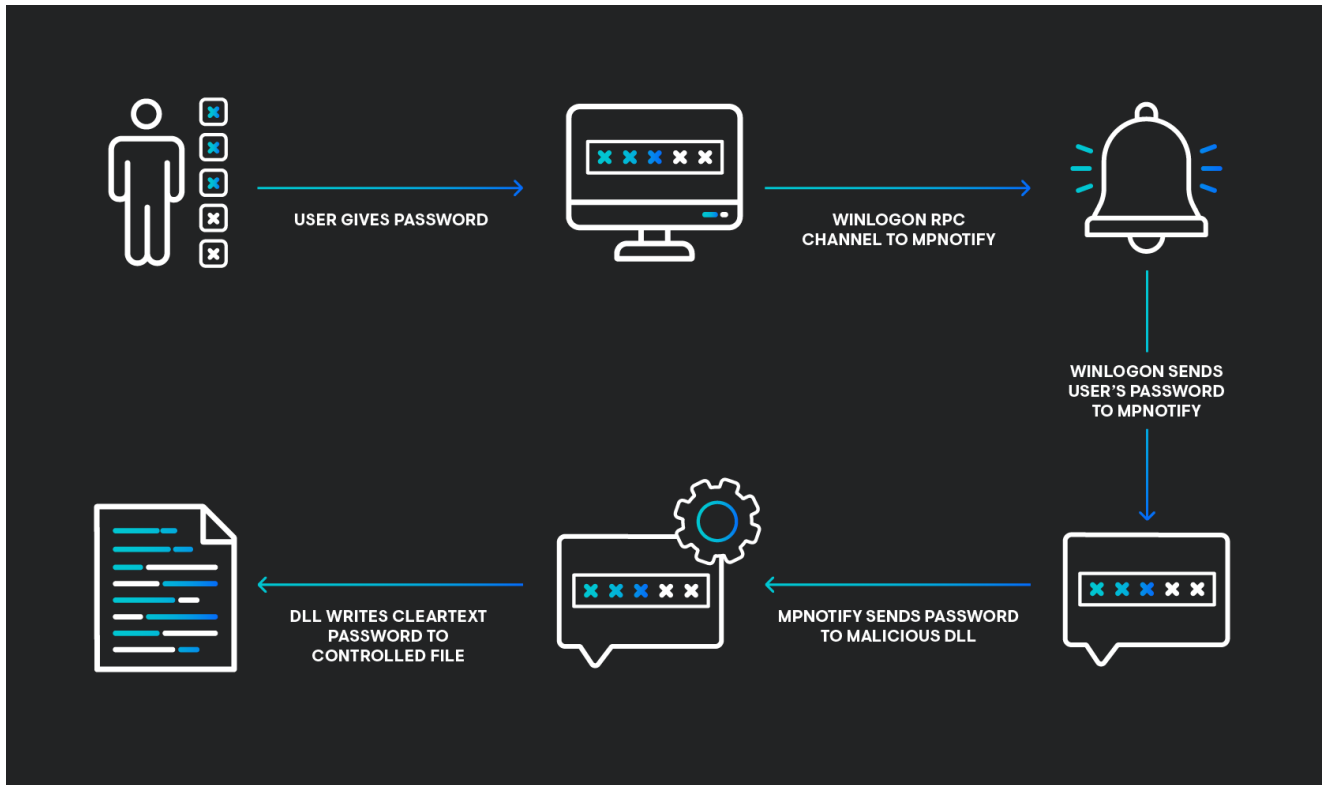 USER GIVES PASSWORD
WINLOGON RPC
CHANNEL TO MPNOTIFY
WINLOGON SENDS
USER'S PASSWORD
TO MPNOTIFY
MPNOTIFY SENDS PASSWORD
TO MALICIOUS DLL
DLL WRITES CLEARTEXT
PASSWORD TO
CONTROLLED FILE